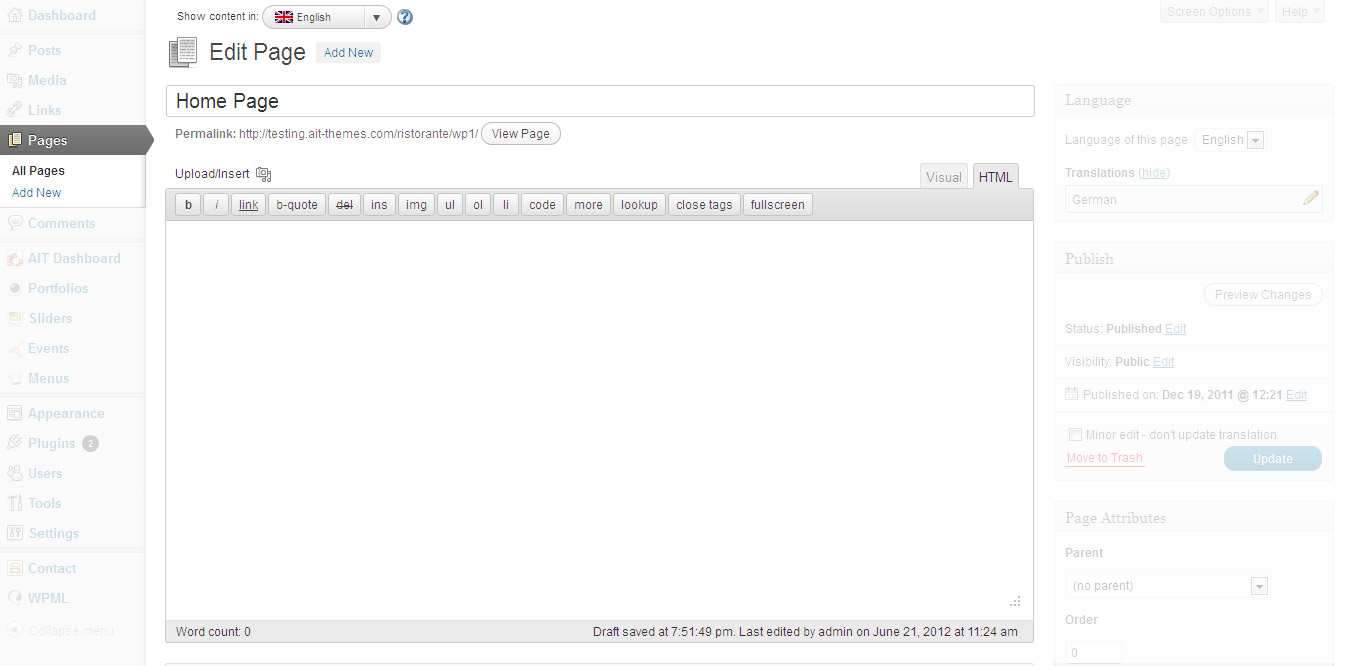 Dashboard
Posts
Media
Links
Pages
All Pages
Add New
Comments
AIT Dashboard
Portfolios
Sliders
Events
Menus
Appearance
Plugins 2
Users
Tools
Settings
Contact
WPML
Collapse menu
Show content in: English ?
Screen Options Help
Edit Page Add New
Home Page
Permalink: http://testing.ait-themes.com/ristorante/wp1/ View Page
Upload/Insert
Visual HTML
b i link b-quote del ins img ul ol li code more lookup close tags fullscreen
Word count: 0
Draft saved at 7:51:49 pm. Last edited by admin on June 21, 2012 at 11:24 am
Language
Language of this page English
Translations (hide)
German
Publish
Preview Changes
Status: Published Edit
Visibility: Public Edit
Published on: Dec 19, 2011 @ 12:21 Edit
Minor edit - don't update translation
Move to Trash Update
Page Attributes
Parent
(no parent)
Order
0